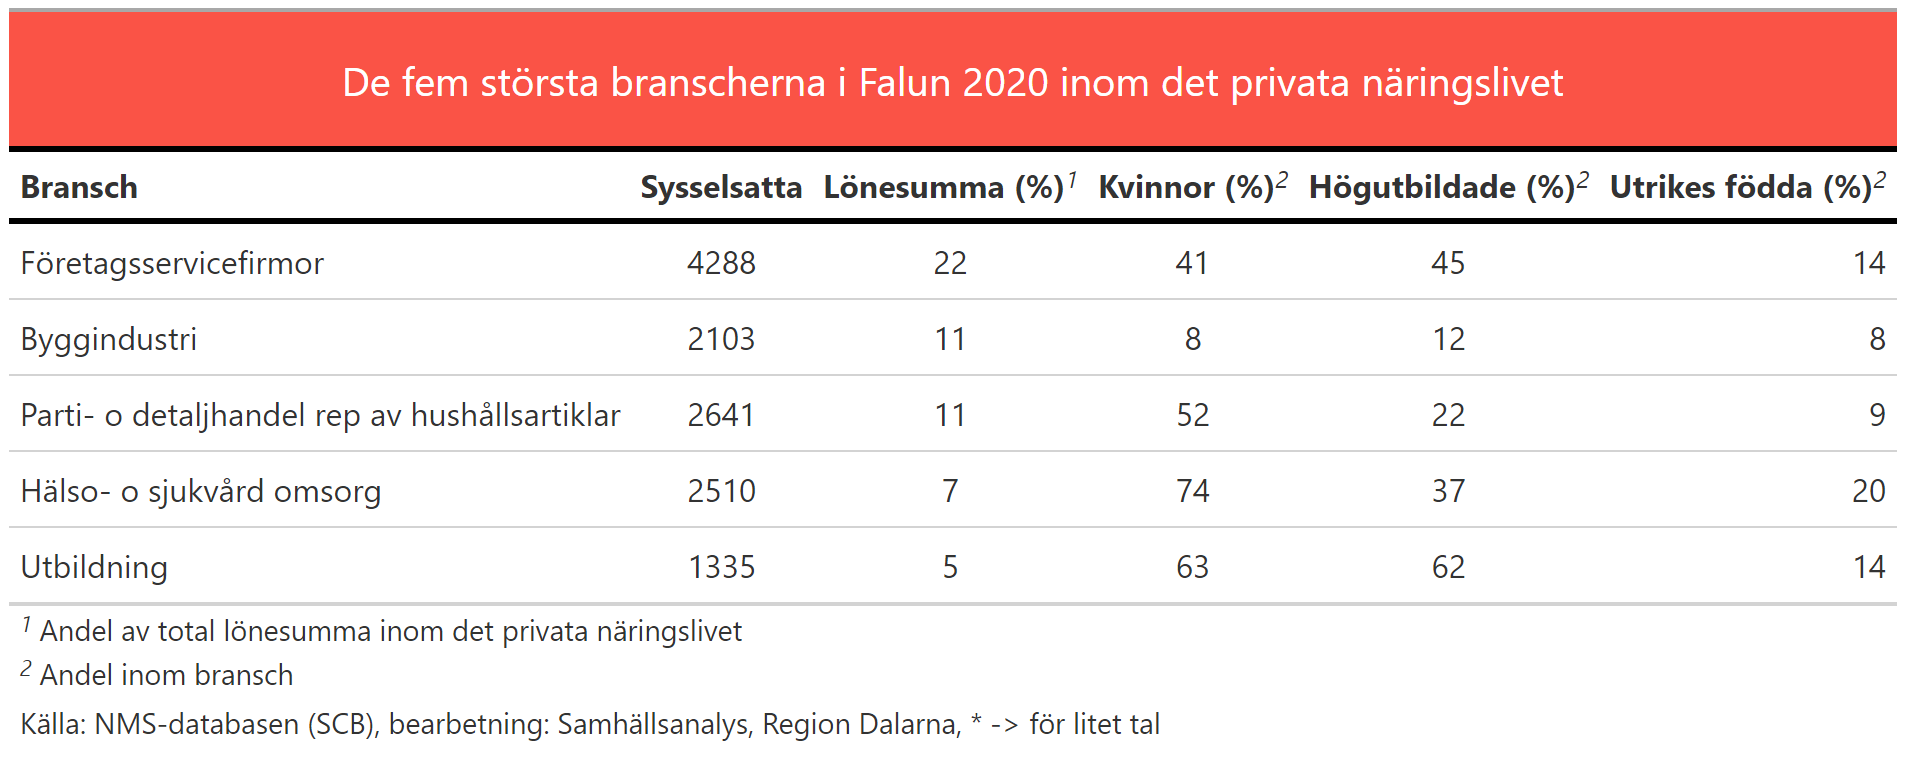 De fem största branscherna i Falun 2020 inom det privata näringslivet
Bransch Sysselsatta Lönesumma (%)1 Kvinnor (%)2 Högutbildade (%)2 Utrikes födda (%)2
Företagsservicefirmor 4288 22 41 45 14
Byggindustri 2103 11 8 12 8
Parti- o detaljhandel rep av hushållsartiklar 2641 11 52 22 9
Hälso- o sjukvård omsorg 2510 7 74 37 20
Utbildning 1335 5 63 62 14
1 Andel av total lönesumma inom det privata näringslivet
2 Andel inom bransch
Källa: NMS-databasen (SCB), bearbetning: Samhällsanalys, Region Dalarna, * -> för litet tal